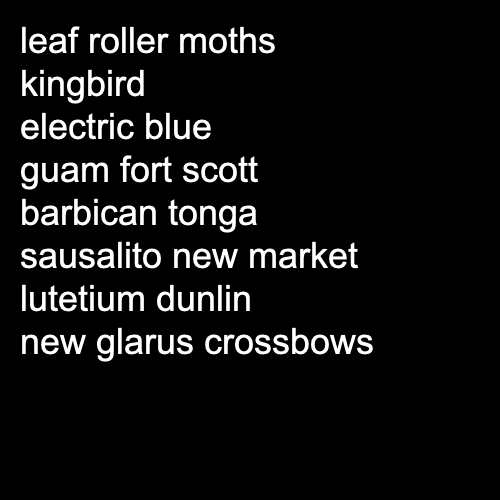 leaf roller moths
kingbird
electric blue
guam fort scott
barbican tonga
sausalito new market
lutetium dunlin
new glarus crossbows